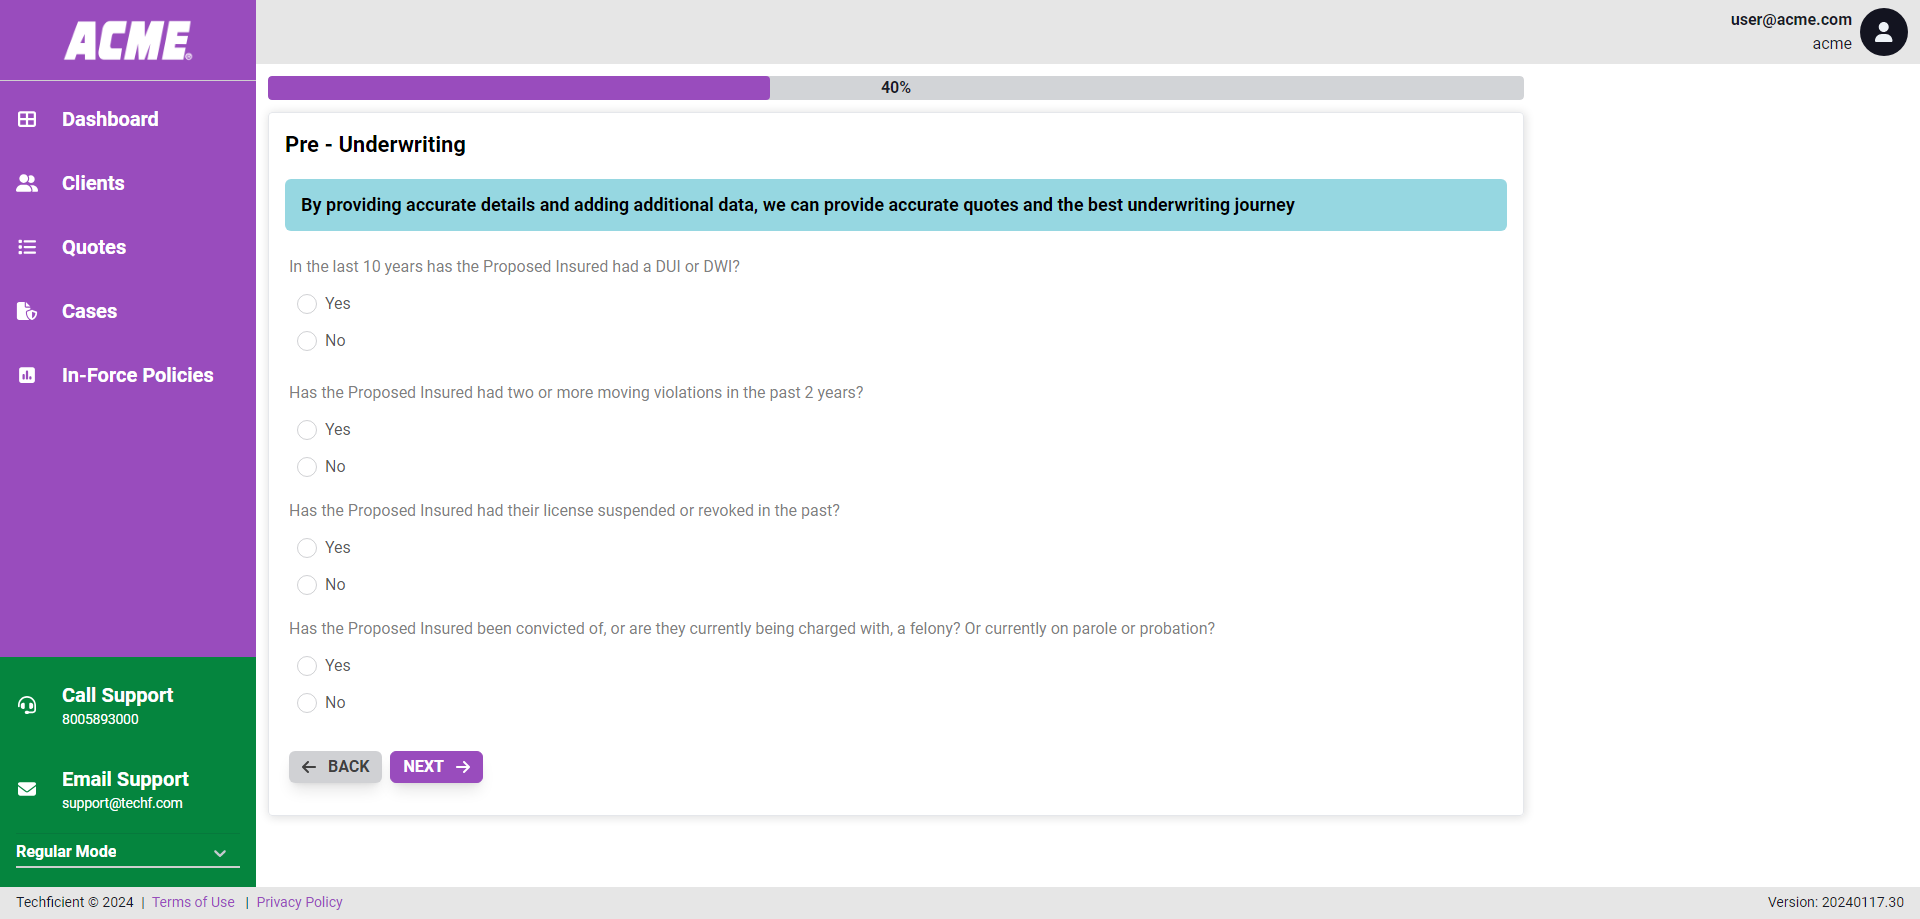 ACME®
Dashboard
Clients
Quotes
Cases
In-Force Policies
Call Support
8005893000
Email Support
support@techf.com
Regular Mode
user@acme.com
acme
40%
Pre - Underwriting
By providing accurate details and adding additional data, we can provide accurate quotes and the best underwriting journey
In the last 10 years has the Proposed Insured had a DUI or DWI?
Yes
No
Has the Proposed Insured had two or more moving violations in the past 2 years?
Yes
No
Has the Proposed Insured had their license suspended or revoked in the past?
Yes
No
Has the Proposed Insured been convicted of, or are they currently being charged with, a felony? Or currently on parole or probation?
Yes
No
BACK NEXT
Techficient © 2024 | Terms of Use | Privacy Policy Version: 20240117.30